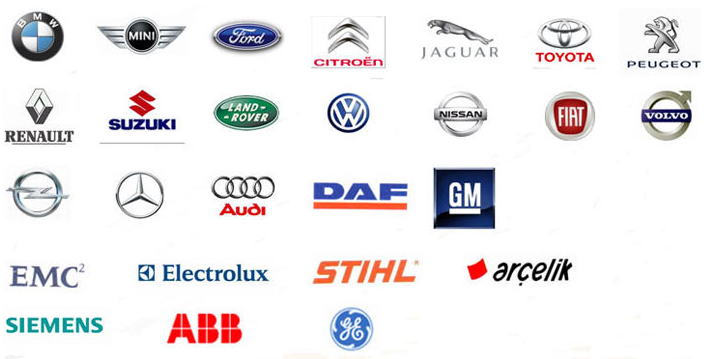 BMW
MINI
Ford
CITROËN
JAGUAR
TOYOTA
PEUGEOT
RENAULT
SUZUKI
LAND-
-ROVER
VW
NISSAN
FIAT
VOLVO
Audi
DAF
GM
EMC2
Electrolux
STIHL®
arçelik
SIEMENS
ABB
GE